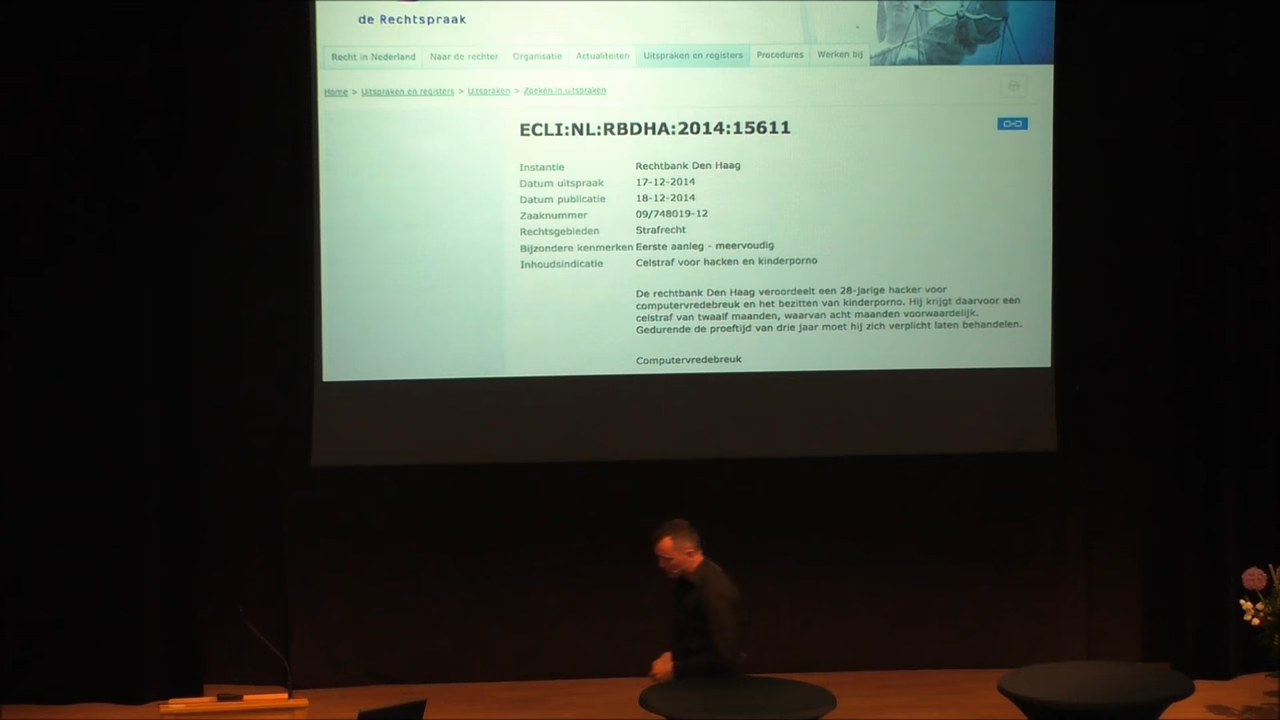 de Rechtspraak
Recht in Nederland Naar de rechter Organisatie Actualiteiten Uitspraken en registers Procedures Werken bij
Home > Uitspraken en registers > Uitspraken > Zoeken in uitspraken
ECLI:NL:RBDHA:2014:15611
Instantie Rechtbank Den Haag
Datum uitspraak 17-12-2014
Datum publicatie 18-12-2014
Zaaknummer 09/748019-12
Rechtsgebieden Strafrecht
Bijzondere kenmerken Eerste aanleg - meervoudig
Inhoudsindicatie Celstraf voor hacken en kinderporno
De rechtbank Den Haag veroordeelt een 28-jarige hacker voor
computervredebreuk en het bezitten van kinderporno. Hij krijgt daarvoor een
celstraf van twaalf maanden, waarvan acht maanden voorwaardelijk.
Gedurende de proeftijd van drie jaar moet hij zich verplicht laten behandelen.
Computervredebreuk